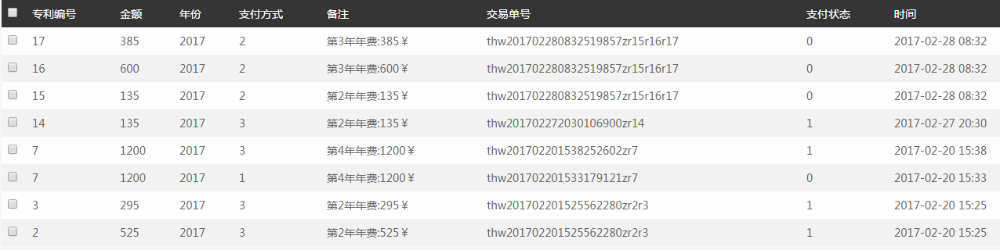 专利编号 金额 年份 支付方式 备注 交易单号 支付状态 时间
17 385 2017 2 第3年年费:385￥ thw201702280832519857zr15r16r17 0 2017-02-28 08:32
16 600 2017 2 第3年年费:600￥ thw201702280832519857zr15r16r17 0 2017-02-28 08:32
15 135 2017 2 第2年年费:135￥ thw201702280832519857zr15r16r17 0 2017-02-28 08:32
14 135 2017 3 第2年年费:135￥ thw201702272030106900zr14 1 2017-02-27 20:30
7 1200 2017 3 第4年年费:1200￥ thw201702201538252602zr7 1 2017-02-20 15:38
7 1200 2017 1 第4年年费:1200￥ thw201702201533179121zr7 0 2017-02-20 15:33
3 295 2017 3 第2年年费:295￥ thw201702201525562280zr2r3 1 2017-02-20 15:25
2 525 2017 3 第2年年费:525￥ thw201702201525562280zr2r3 1 2017-02-20 15:25